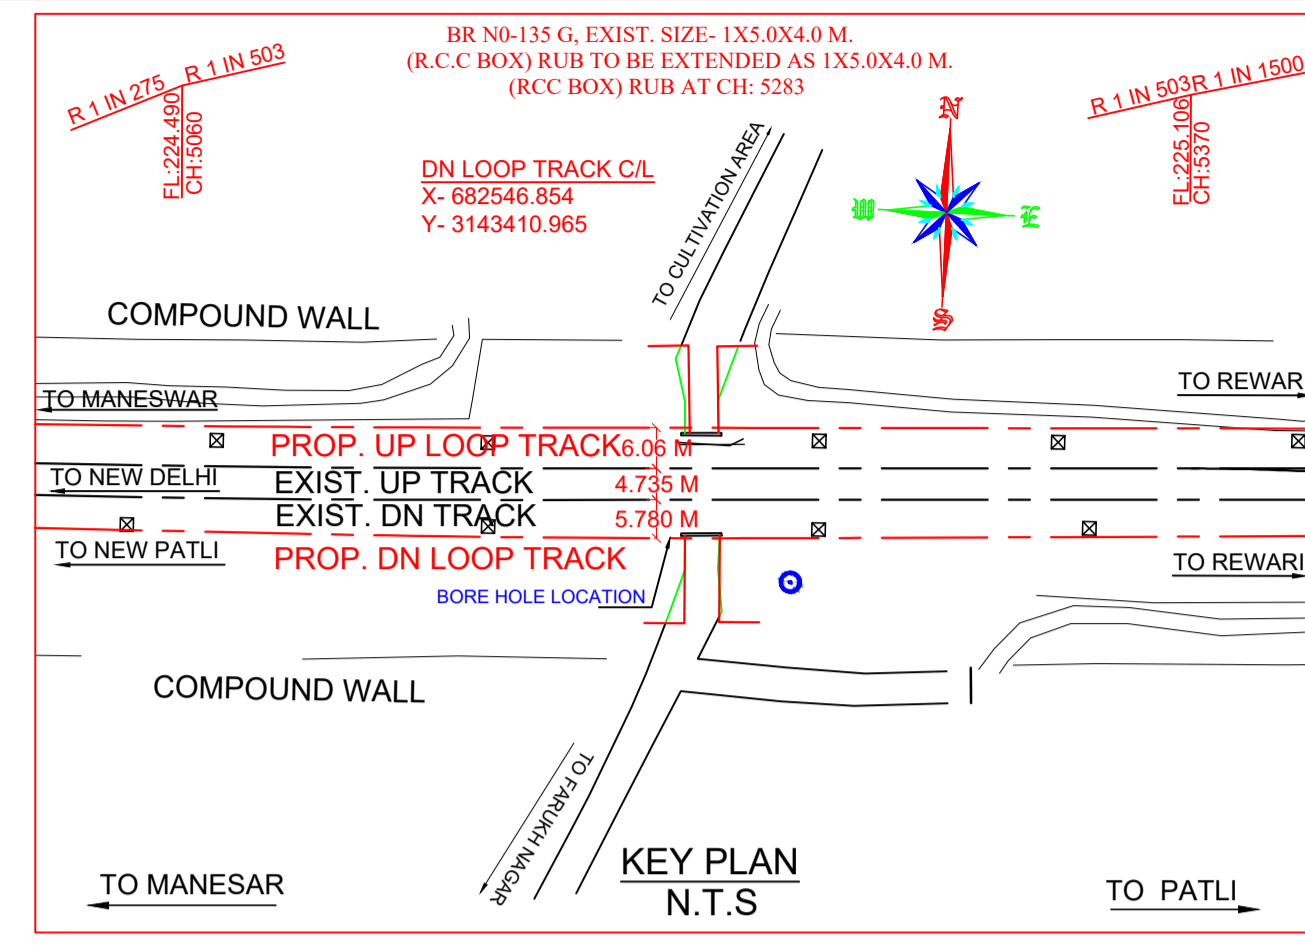 BR N0-135 G, EXIST. SIZE- 1X5.0X4.0 M.
(R.C.C BOX) RUB TO BE EXTENDED AS 1X5.0X4.0 M.
(RCC BOX) RUB AT CH: 5283
R 1 IN 275
R 1 IN 503
FL:224.490
CH:5060
R 1 IN 503
R 1 IN 1500
FL:225.106
CH:5370
DN LOOP TRACK C/L
X- 682546.854
Y- 3143410.965
TO CULTIVATION AREA
N
W
E
S
COMPOUND WALL
TO MANESWAR
TO REWAR
PROP. UP LOOP TRACK
6.06 M
TO NEW DELHI
EXIST. UP TRACK
4.735 M
EXIST. DN TRACK
5.780 M
TO NEW PATLI
PROP. DN LOOP TRACK
TO REWARI
BORE HOLE LOCATION
COMPOUND WALL
TO FARUKH NAGAR
KEY PLAN
N.T.S
TO MANESAR
TO PATLI